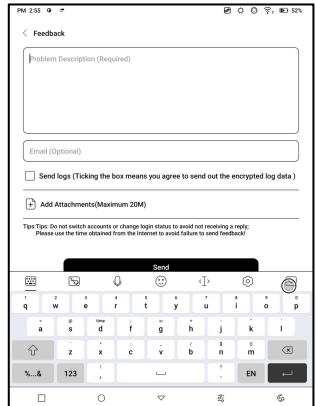 PM 2:55 52%
Feedback
Problem Description (Required)
Email (Optional)
Send logs (Ticking the box means you agree to send out the encrypted log data )
Add Attachments(Maximum 20M)
Tips:Tips: Do not switch accounts or change login status to avoid not receiving a reply;
Please use the time obtained from the Internet to avoid failure to send feedback!
Send
1 2 3 4 5 6 7 8 9 0
q w e r t y u i o p
@ time
a s d f g h j k l
z x c v b n m
%...& 123 ! , ? . EN